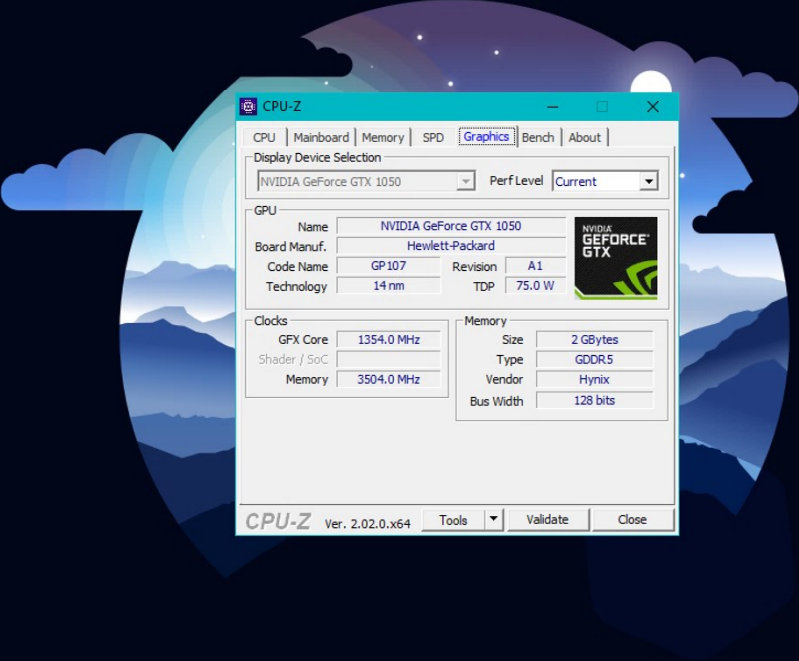 CPU-Z
CPU Mainboard Memory SPD Graphics Bench About
Display Device Selection
NVIDIA GeForce GTX 1050 Perf Level Current
GPU
Name NVIDIA GeForce GTX 1050
Board Manuf. Hewlett-Packard
Code Name GP107 Revision A1
Technology 14 nm TDP 75.0 W
NVIDIA
GEFORCE
GTX
Clocks
GFX Core 1354.0 MHz
Shader / SoC
Memory 3504.0 MHz
Memory
Size 2 GBytes
Type GDDR5
Vendor Hynix
Bus Width 128 bits
CPU-Z Ver. 2.02.0.x64 Tools Validate Close